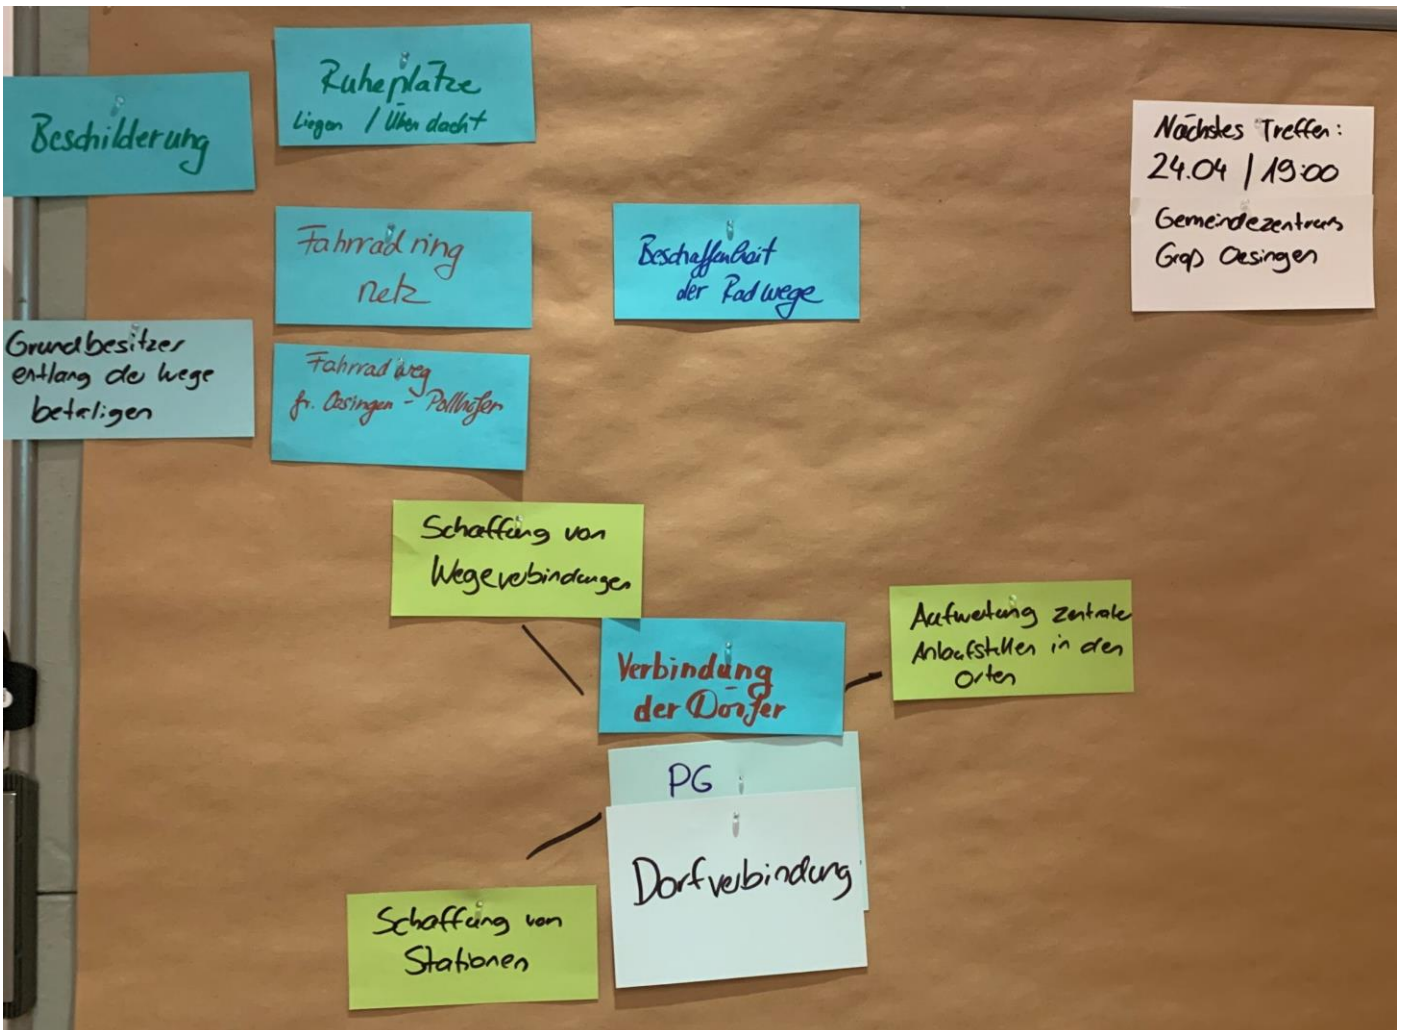 Beschilderung
Ruheplätze
Liegen / Überdacht
Nächstes Treffen:
24.04 | 19:00
Gemeindezentrum
Groß Oesingen
Fahrradring
netz
Beschaffenheit
der Radwege
Grundbesitzer
entlang der Wege
beteiligen
Fahrradweg
Gr. Oesingen - Pollhöfen
Schaffung von
Wegeverbindungen
Verbindung
der Dörfer
Aufwertung zentraler
Anlaufstellen in den
Orten
PG
Dorfverbindung
Schaffung von
Stationen